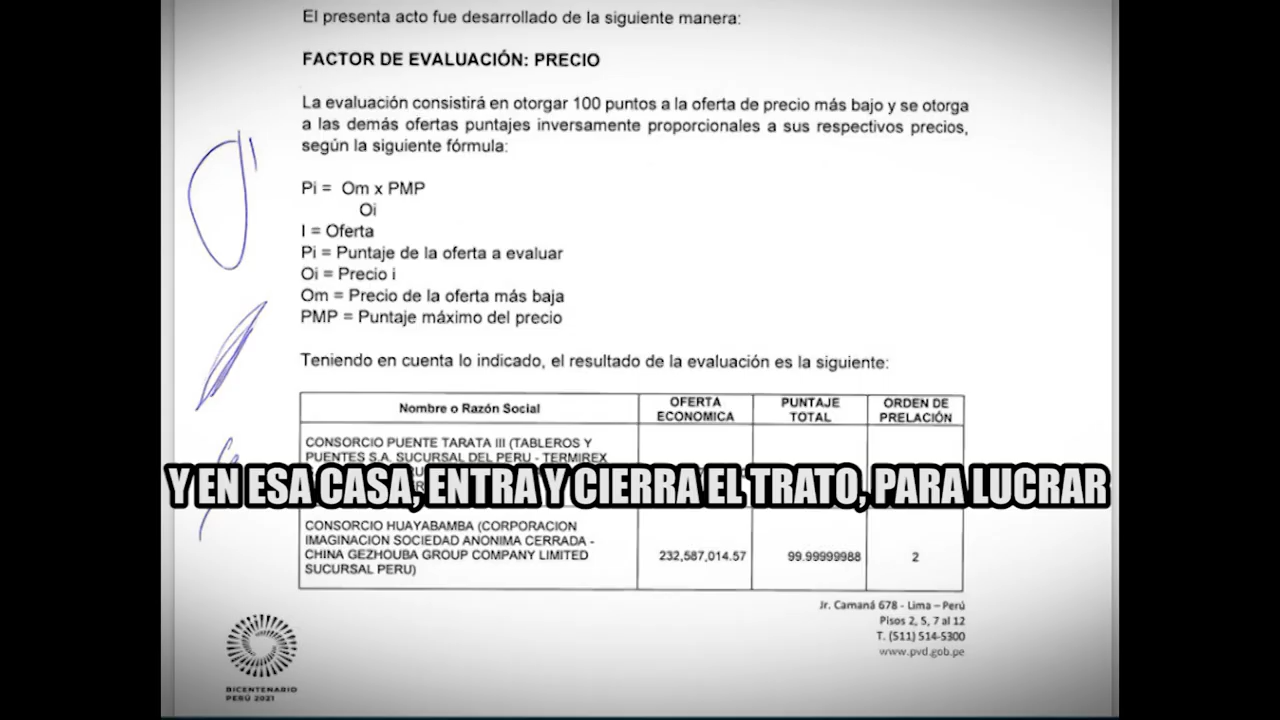 El presenta acto fue desarrollado de la siguiente manera:
FACTOR DE EVALUACIÓN: PRECIO
La evaluación consistirá en otorgar 100 puntos a la oferta de precio más bajo y se otorga
a las demás ofertas puntajes inversamente proporcionales a sus respectivos precios,
según la siguiente fórmula:
Pi = Om x PMP
Oi
I = Oferta
Pi = Puntaje de la oferta a evaluar
Oi = Precio i
Om = Precio de la oferta más baja
PMP = Puntaje máximo del precio
Teniendo en cuenta lo indicado, el resultado de la evaluación es la siguiente:
Nombre o Razón Social OFERTA ECONOMICA PUNTAJE TOTAL ORDEN DE PRELACIÓN
CONSORCIO PUENTE TARATA III (TABLEROS Y
PUENTES S.A. SUCURSAL DEL PERU - TERMIREX
Y EN ESA CASA, ENTRA Y CIERRA EL TRATO, PARA LUCRAR
CONSORCIO HUAYABAMBA (CORPORACION
IMAGINACION SOCIEDAD ANONIMA CERRADA -
CHINA GEZHOUBA GROUP COMPANY LIMITED
SUCURSAL PERU)
232,587,014.57 99.99999988 2
Jr. Camaná 678 - Lima – Perú
Pisos 2, 5, 7 al 12
T. (511) 514-5300
www.pvd.gob.pe
BICENTENARIO
PERÚ 2021